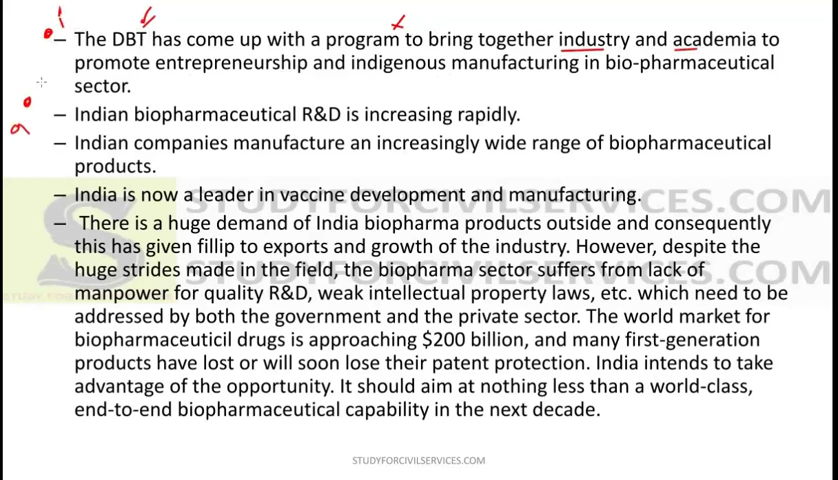 – The DBT has come up with a program to bring together industry and academia to
promote entrepreneurship and indigenous manufacturing in bio-pharmaceutical
sector.
– Indian biopharmaceutical R&D is increasing rapidly.
– Indian companies manufacture an increasingly wide range of biopharmaceutical
products.
– India is now a leader in vaccine development and manufacturing.
– There is a huge demand of India biopharma products outside and consequently
this has given fillip to exports and growth of the industry. However, despite the
huge strides made in the field, the biopharma sector suffers from lack of
manpower for quality R&D, weak intellectual property laws, etc. which need to be
addressed by both the government and the private sector. The world market for
biopharmaceuticil drugs is approaching $200 billion, and many first-generation
products have lost or will soon lose their patent protection. India intends to take
advantage of the opportunity. It should aim at nothing less than a world-class,
end-to-end biopharmaceutical capability in the next decade.
STUDYFORCIVILSERVICES.COM
STUDYFORCIVILSERVICES.COM
STUDYFORCIVILSERVICES.COM